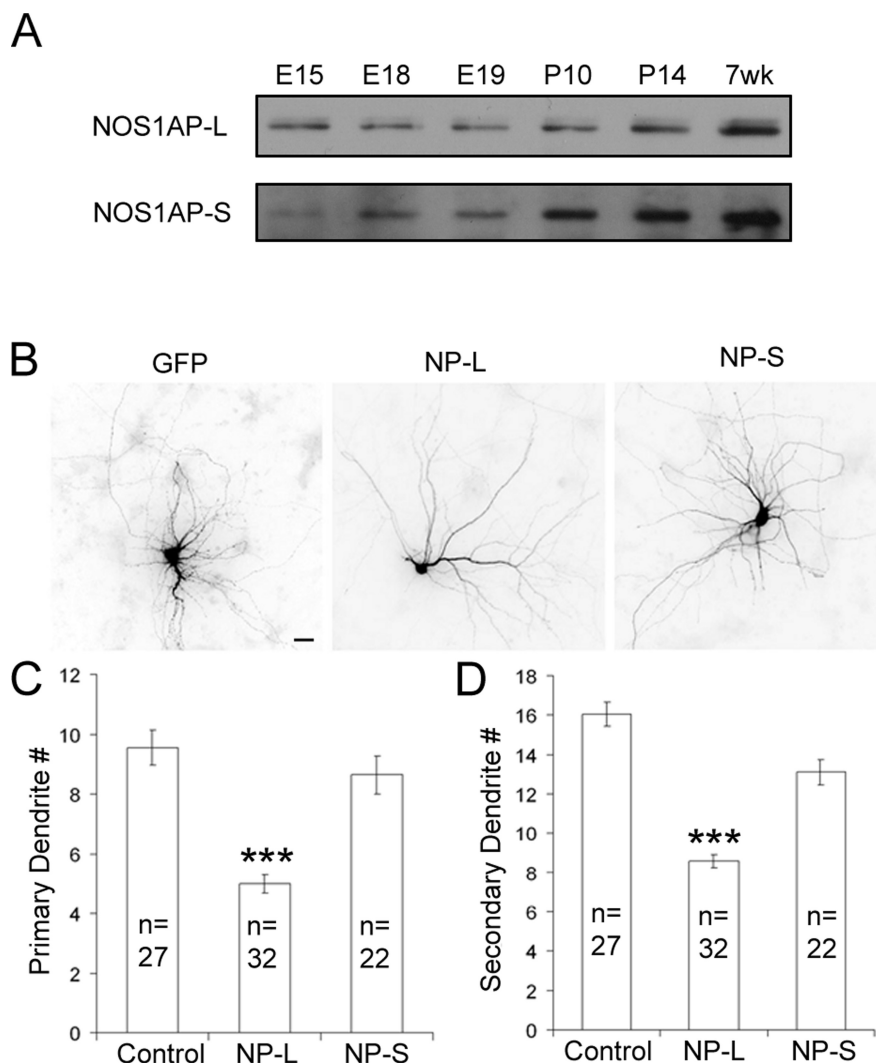 A
E15 E18 E19 P10 P14 7wk
NOS1AP-L
NOS1AP-S
B
GFP NP-L NP-S
C
Primary Dendrite #
12
10
8
6
4
2
0
***
n=
27
n=
32
n=
22
Control NP-L NP-S
D
Secondary Dendrite #
18
16
14
12
10
8
6
4
2
0
***
n=
27
n=
32
n=
22
Control NP-L NP-S